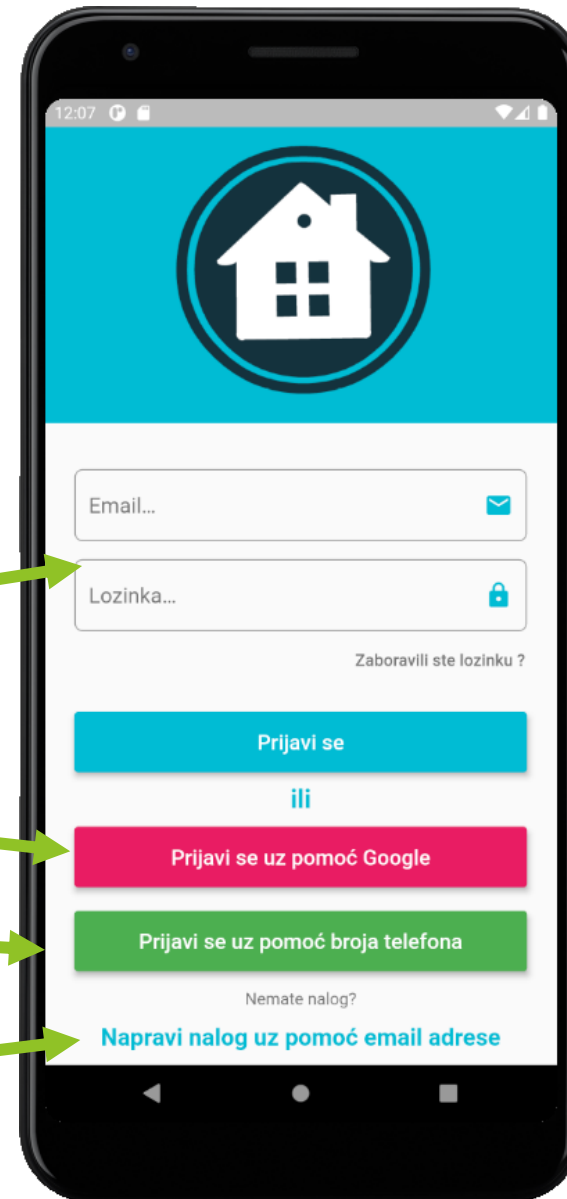 12:07
Email...
Lozinka...
Zaboravili ste lozinku ?
Prijavi se
ili
Prijavi se uz pomoć Google
Prijavi se uz pomoć broja telefona
Nemate nalog?
Napravi nalog uz pomoć email adrese